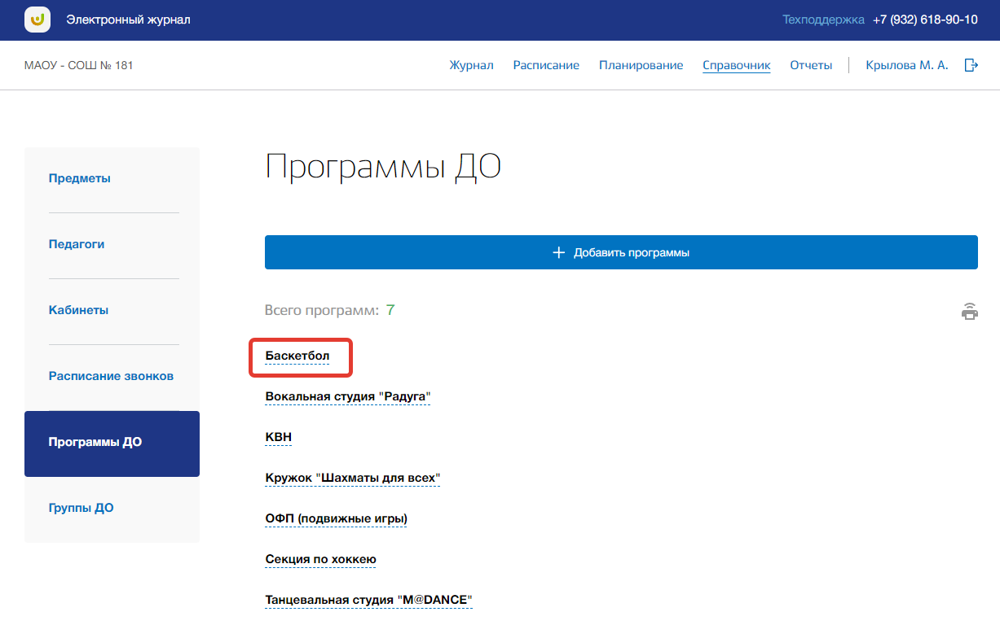 Электронный журнал
Техподдержка +7 (932) 618-90-10
МАОУ - СОШ № 181
Журнал Расписание Планирование Справочник Отчеты Крылова М. А.
Программы ДО
Предметы
Педагоги
Кабинеты
Расписание звонков
Программы ДО
Группы ДО
Добавить программы
Всего программ: 7
Баскетбол
Вокальная студия "Радуга"
КВН
Кружок "Шахматы для всех"
ОФП (подвижные игры)
Секция по хоккею
Танцевальная студия "M@DANCE"